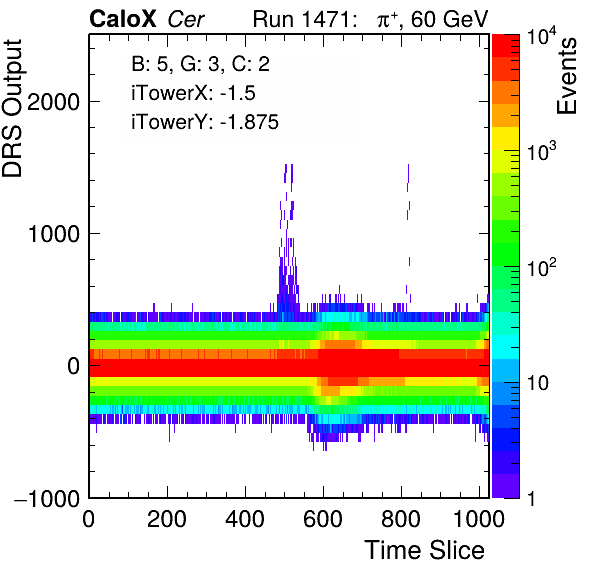 CaloX Cer Run 1471: π⁺, 60 GeV
B: 5, G: 3, C: 2
iTowerX: -1.5
iTowerY: -1.875
DRS Output
2000
1000
0
−1000
0 200 400 600 800 1000
Time Slice
Events
10⁴
10³
10²
10
1